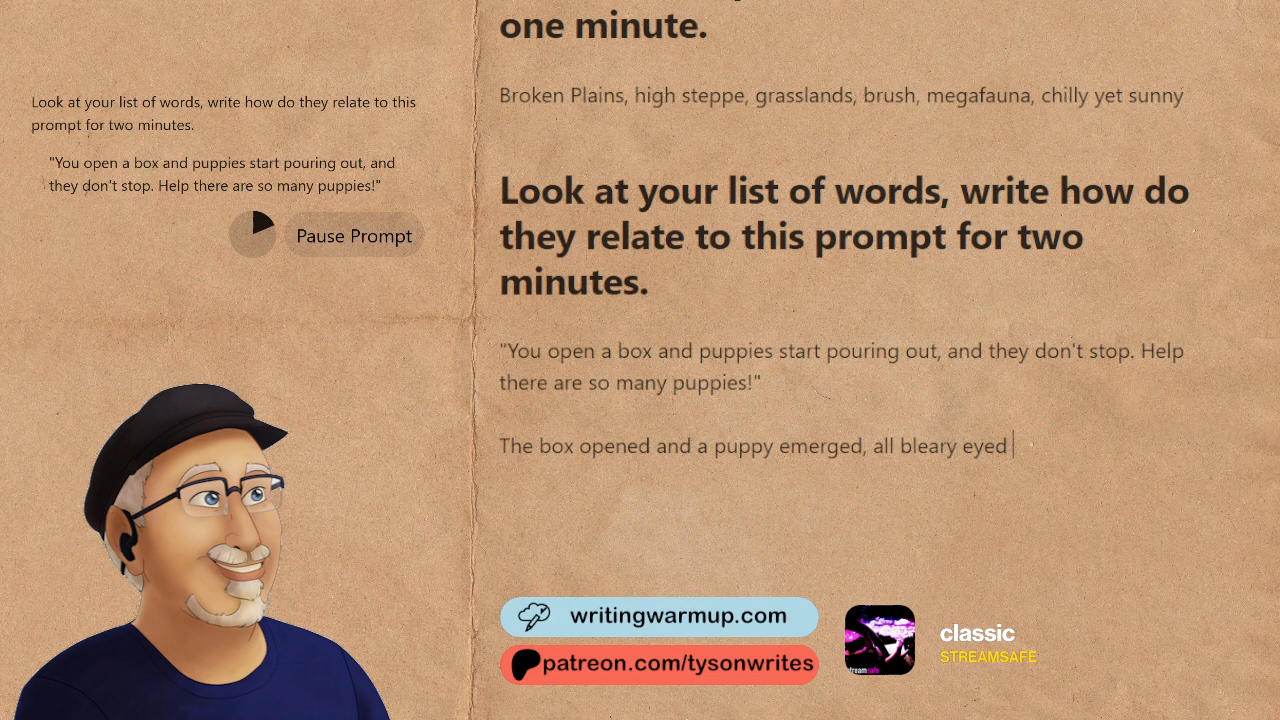 Look at your list of words, write how do they relate to this
prompt for two minutes.
"You open a box and puppies start pouring out, and
they don't stop. Help there are so many puppies!"
Pause Prompt
one minute.
Broken Plains, high steppe, grasslands, brush, megafauna, chilly yet sunny
Look at your list of words, write how do
they relate to this prompt for two
minutes.
"You open a box and puppies start pouring out, and they don't stop. Help
there are so many puppies!"
The box opened and a puppy emerged, all bleary eyed
writingwarmup.com
patreon.com/tysonwrites
classic
STREAMSAFE